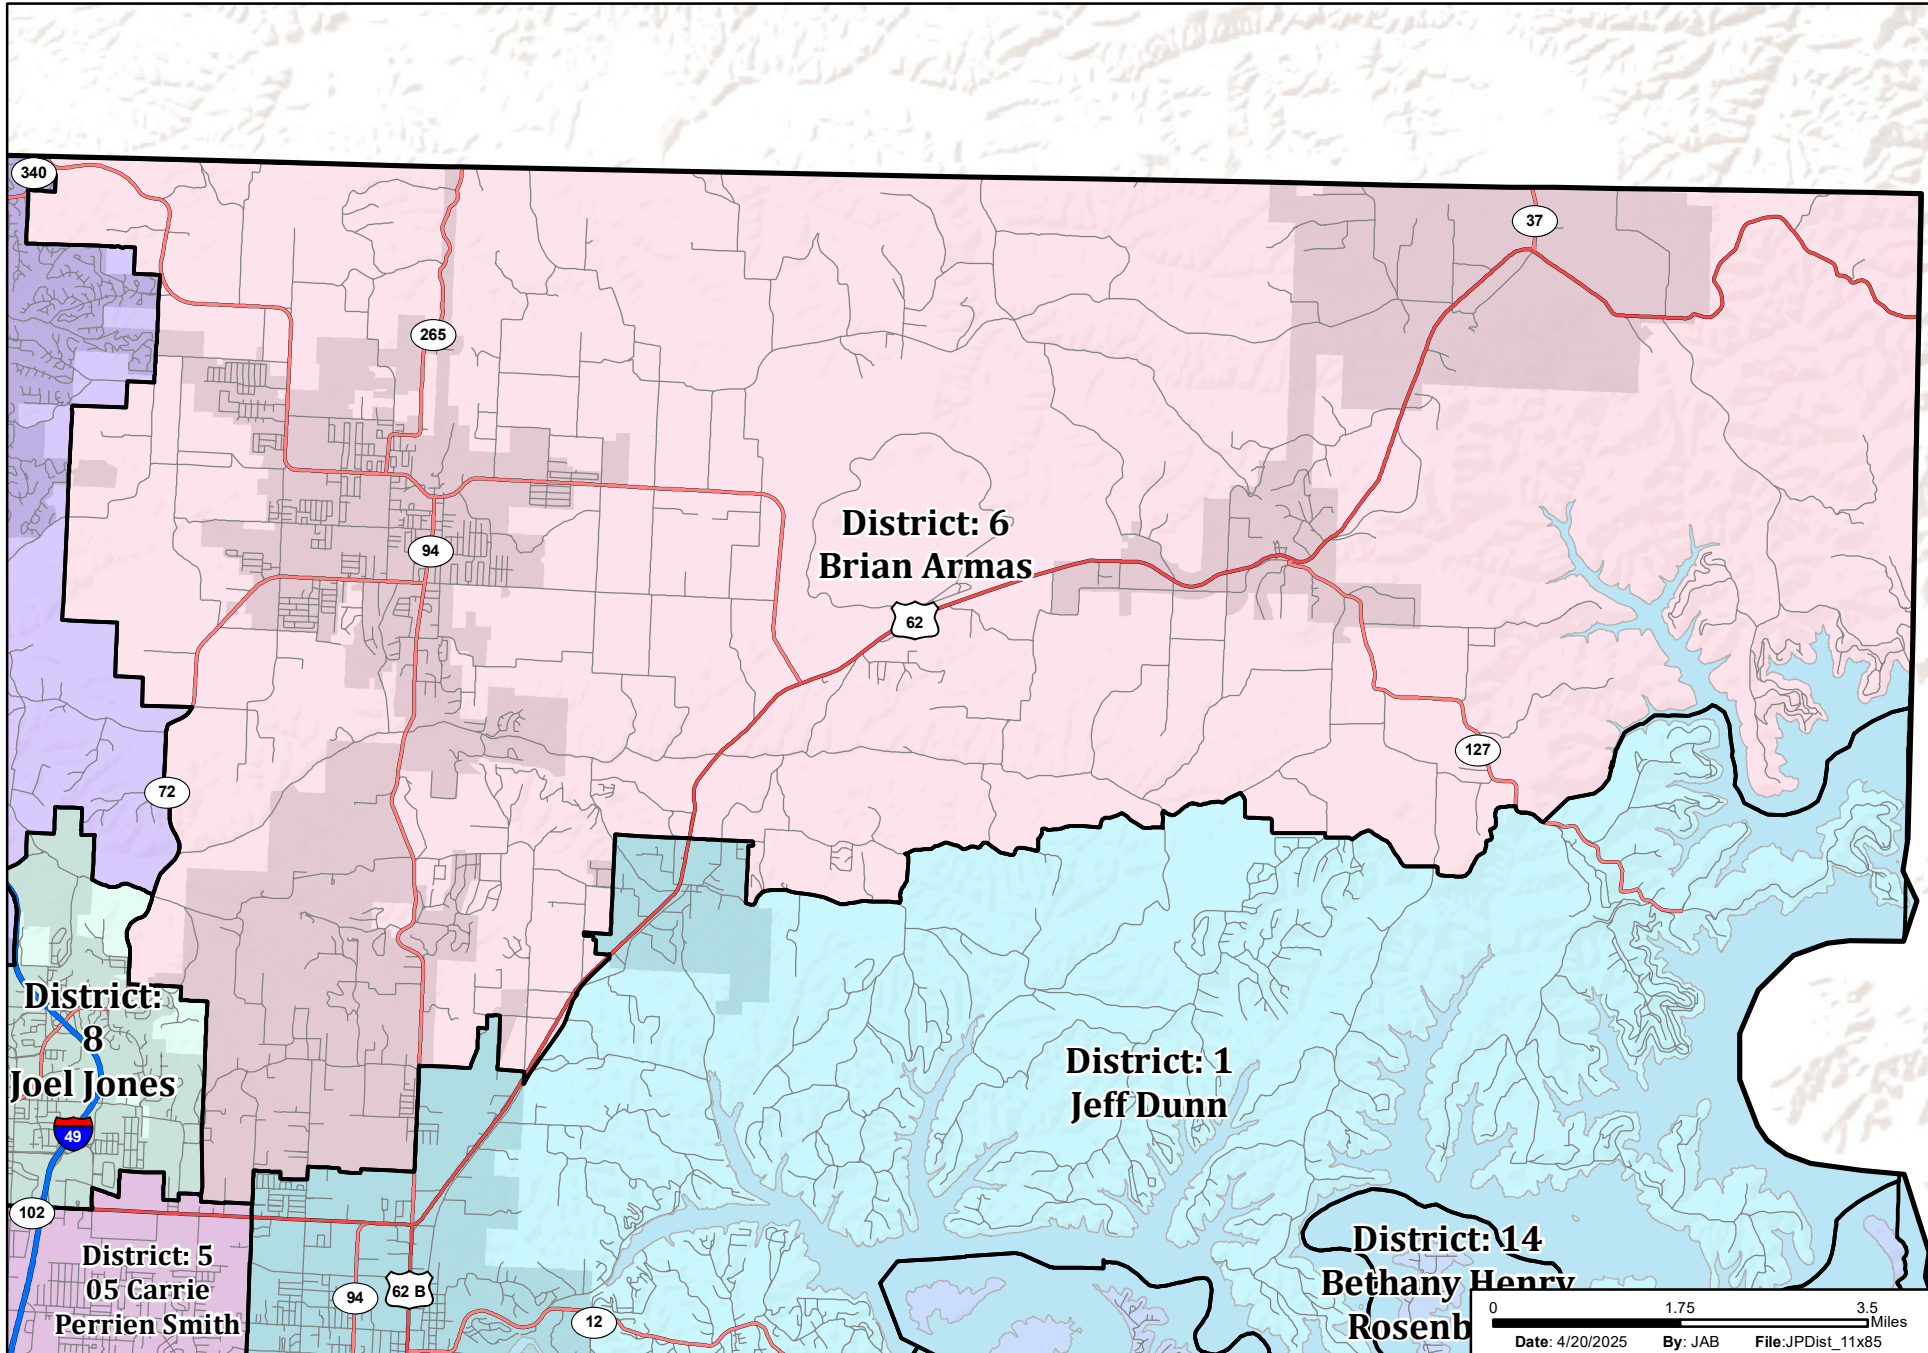 340
37
265
District: 6
Brian Armas
94
62
127
72
District:
8
Joel Jones
49
District: 1
Jeff Dunn
102
District: 5
05 Carrie
Perrien Smith
94
62 B
12
District: 14
Bethany Henry
Rosenb
0 1.75 3.5
Miles
Date: 4/20/2025 By: JAB File:JPDist_11x85